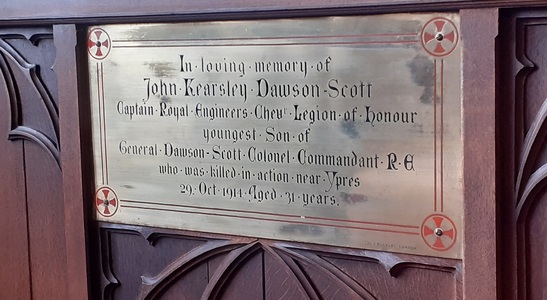 In · loving · memory · of
John · Kearsley · Dawson - Scott
Captain · Royal · Engineers · Chevr · Legion · of · Honour
youngest · Son · of
General · Dawson - Scott · Colonel · Commandant · R · E
who · was · killed · in · action · near · Ypres
29 · Oct · 1914 · Aged · 31 · years ·